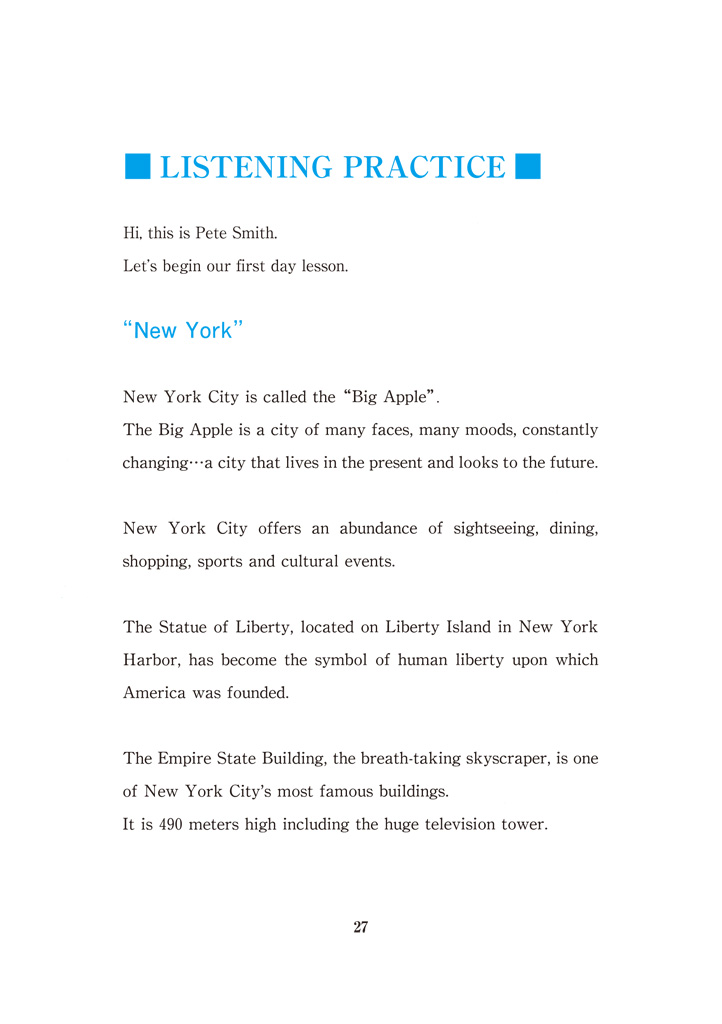 ■ LISTENING PRACTICE ■
Hi, this is Pete Smith.
Let's begin our first day lesson.
“New York”
New York City is called the “Big Apple”.
The Big Apple is a city of many faces, many moods, constantly
changing…a city that lives in the present and looks to the future.
New York City offers an abundance of sightseeing, dining,
shopping, sports and cultural events.
The Statue of Liberty, located on Liberty Island in New York
Harbor, has become the symbol of human liberty upon which
America was founded.
The Empire State Building, the breath-taking skyscraper, is one
of New York City's most famous buildings.
It is 490 meters high including the huge television tower.
27